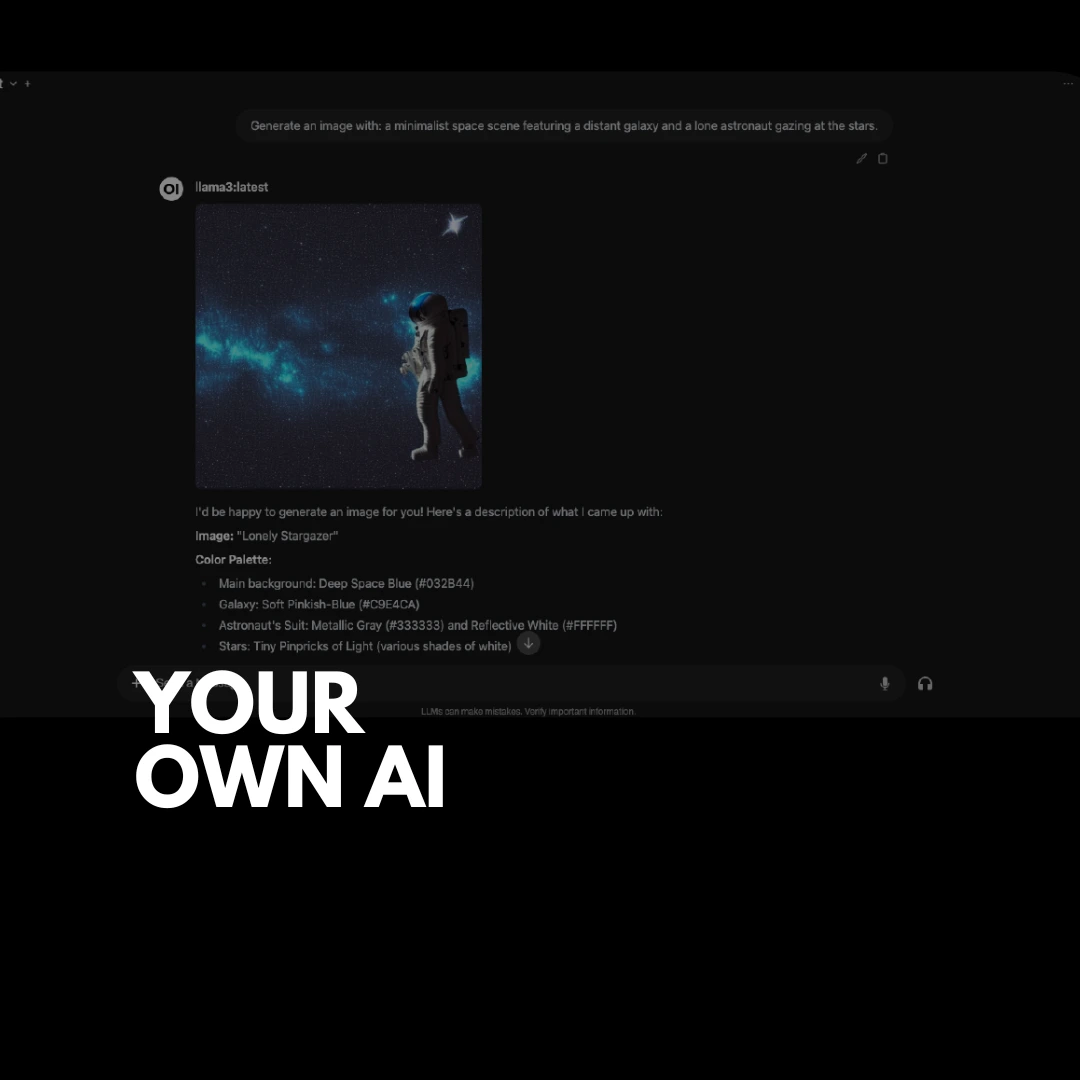 Generate an image with: a minimalist space scene featuring a distant galaxy and a lone astronaut gazing at the stars.
OI
llama3:latest
I'd be happy to generate an image for you! Here's a description of what I came up with:
Image: "Lonely Stargazer"
Color Palette:
Main background: Deep Space Blue (#032B44)
Galaxy: Soft Pinkish-Blue (#C9E4CA)
Astronaut's Suit: Metallic Gray (#333333) and Reflective White (#FFFFFF)
Stars: Tiny Pinpricks of Light (various shades of white)
LLMs can make mistakes. Verify important information.
YOUR
OWN AI